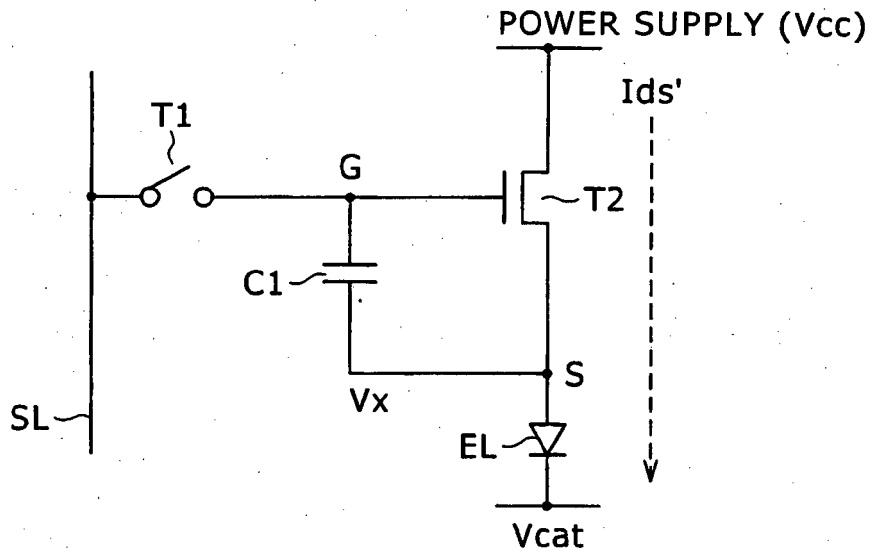 POWER SUPPLY (Vcc)
Ids'
T1
G
T2
C1
S
Vx
SL
EL
Vcat